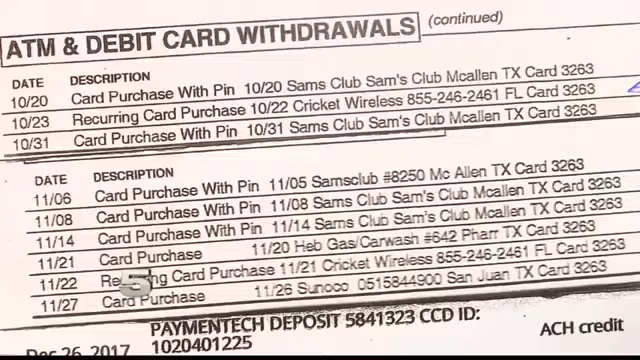 ATM & DEBIT CARD WITHDRAWALS (continued)
DATE DESCRIPTION
10/20 Card Purchase With Pin 10/20 Sams Club Sam's Club Mcallen TX Card 3263
10/23 Recurring Card Purchase 10/22 Cricket Wireless 855-246-2461 FL Card 3263
10/31 Card Purchase With Pin 10/31 Sams Club Sam's Club Mcallen TX Card 3263
DATE DESCRIPTION
11/06 Card Purchase With Pin 11/05 Samsclub #8250 Mc Allen TX Card 3263
11/08 Card Purchase With Pin 11/08 Sams Club Sam's Club Mcallen TX Card 3263
11/14 Card Purchase With Pin 11/14 Sams Club Sam's Club Mcallen TX Card 3263
11/21 Card Purchase 11/20 Heb Gas/Carwash #642 Pharr TX Card 3263
11/22 Recurring Card Purchase 11/21 Cricket Wireless 855-246-2461 FL Card 3263
11/27 Card Purchase 11/26 Sunoco 0515844900 San Juan TX Card 3263
5
PAYMENTECH DEPOSIT 5841323 CCD ID: ACH credit
Dec 26, 2017 1020401225